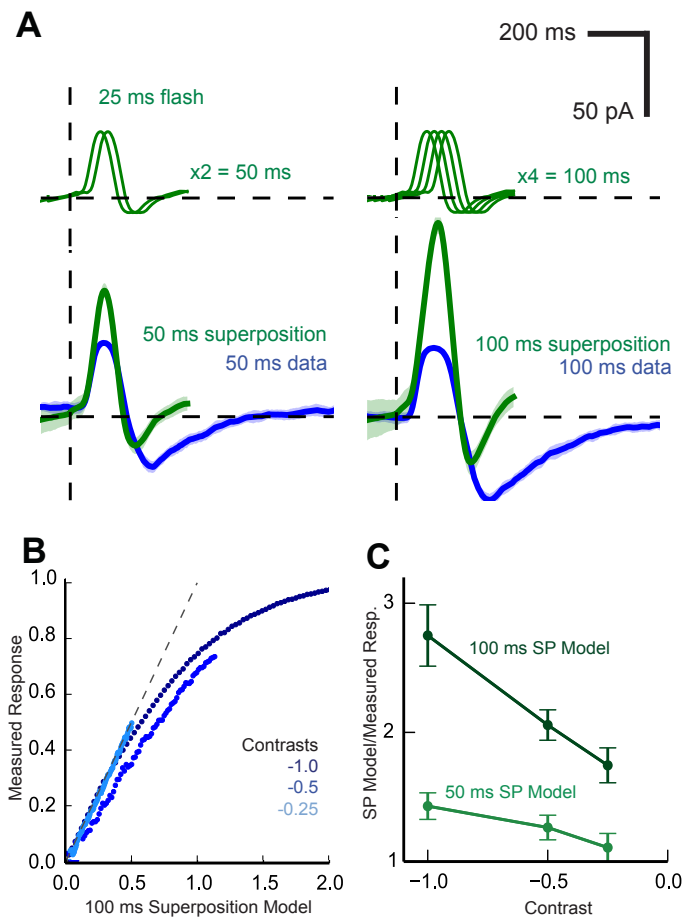 A
200 ms
50 pA
25 ms flash
x2 = 50 ms
x4 = 100 ms
50 ms superposition
50 ms data
100 ms superposition
100 ms data
B
1.0
0.8
0.6
0.4
0.2
0.0
Measured Response
Contrasts
-1.0
-0.5
-0.25
0.0
0.5
1.0
1.5
2.0
100 ms Superposition Model
C
3
2
1
SP Model/Measured Resp.
100 ms SP Model
50 ms SP Model
−1.0
−0.5
0.0
Contrast